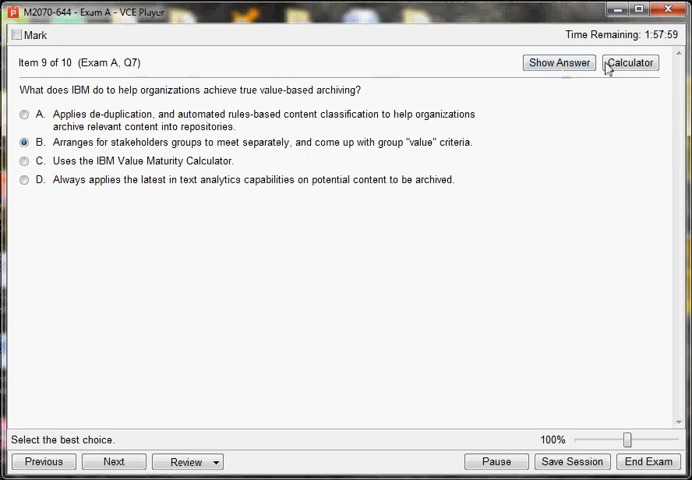 M2070-644 - Exam A - VCE Player
Mark
Time Remaining: 1:57:59
Item 9 of 10 (Exam A, Q7)
Show Answer
Calculator
What does IBM do to help organizations achieve true value-based archiving?
A. Applies de-duplication, and automated rules-based content classification to help organizations
archive relevant content into repositories.
B. Arranges for stakeholders groups to meet separately, and come up with group "value" criteria.
C. Uses the IBM Value Maturity Calculator.
D. Always applies the latest in text analytics capabilities on potential content to be archived.
Select the best choice.
100%
Previous
Next
Review
Pause
Save Session
End Exam